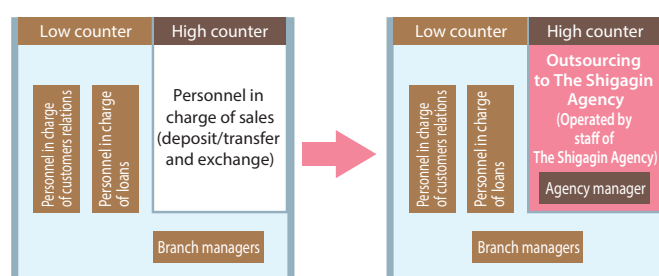 Low counter
High counter
Personnel in charge
of customers relations
Personnel in charge
of loans
Personnel in
charge of sales
(deposit/transfer
and exchange)
Branch managers
Low counter
High counter
Personnel in charge
of customers relations
Personnel in charge
of loans
Outsourcing
to The Shigagin
Agency
(Operated by
staff of
The Shigagin Agency)
Agency manager
Branch managers